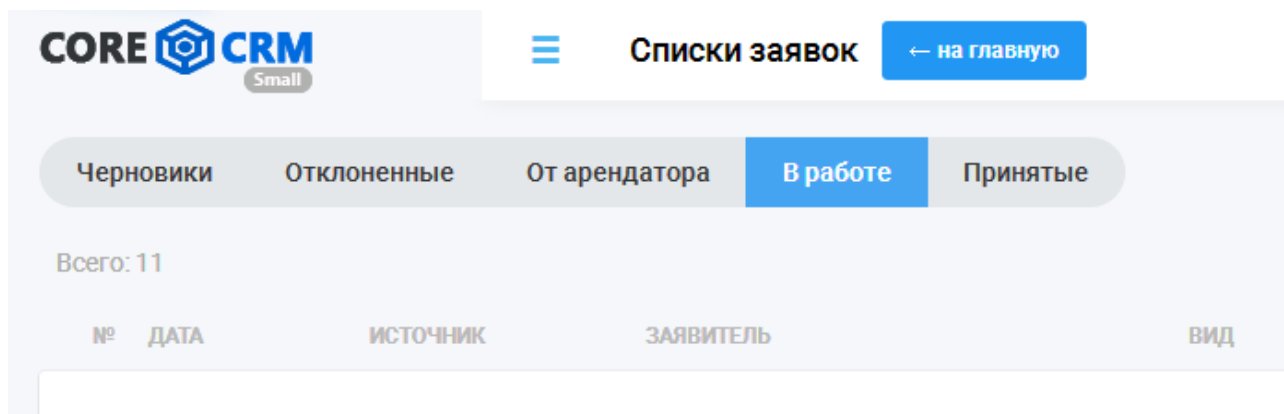 CORE CRM
Small
Списки заявок
← на главную
Черновики Отклоненные От арендатора В работе Принятые
Всего: 11
№ ДАТА ИСТОЧНИК ЗАЯВИТЕЛЬ ВИД